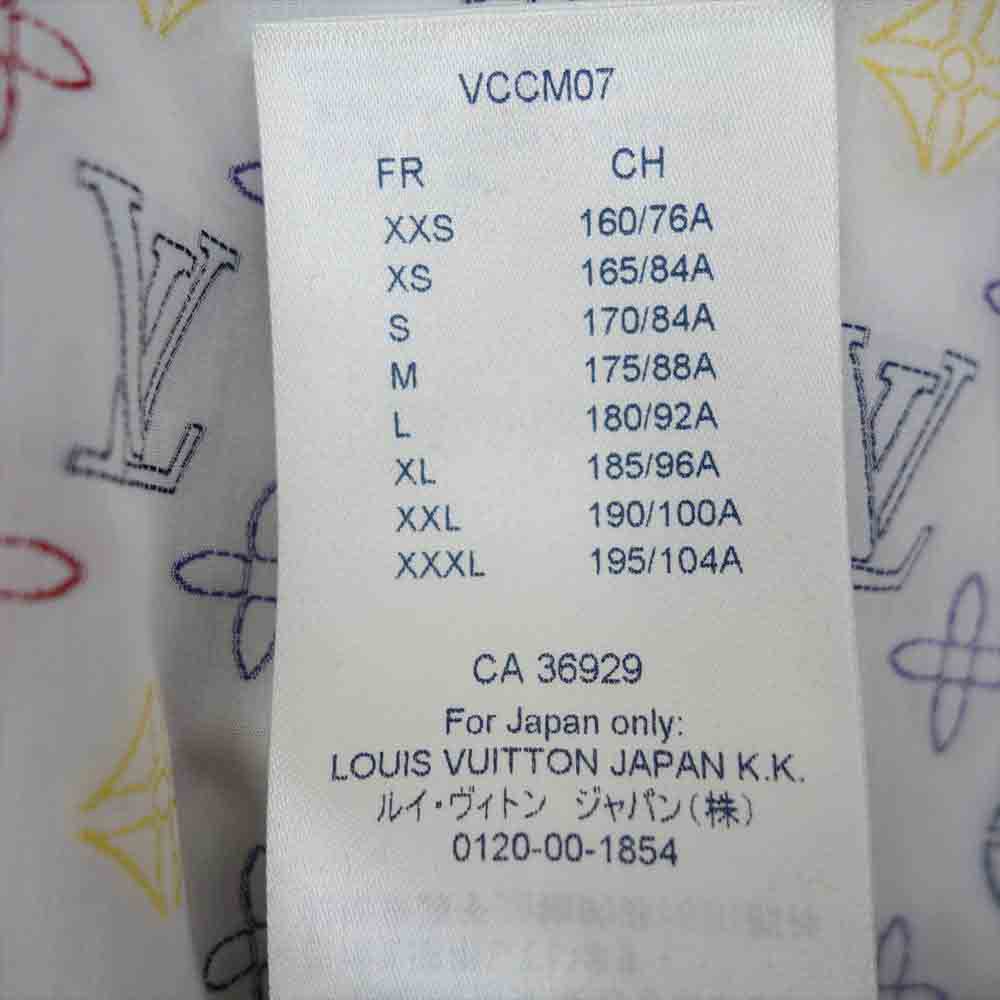 VCCM07
FR CH
XXS 160/76A
XS 165/84A
S 170/84A
M 175/88A
L 180/92A
XL 185/96A
XXL 190/100A
XXXL 195/104A
CA 36929
For Japan only:
LOUIS VUITTON JAPAN K.K.
ルイ・ヴィトン ジャパン(株)
0120-00-1854